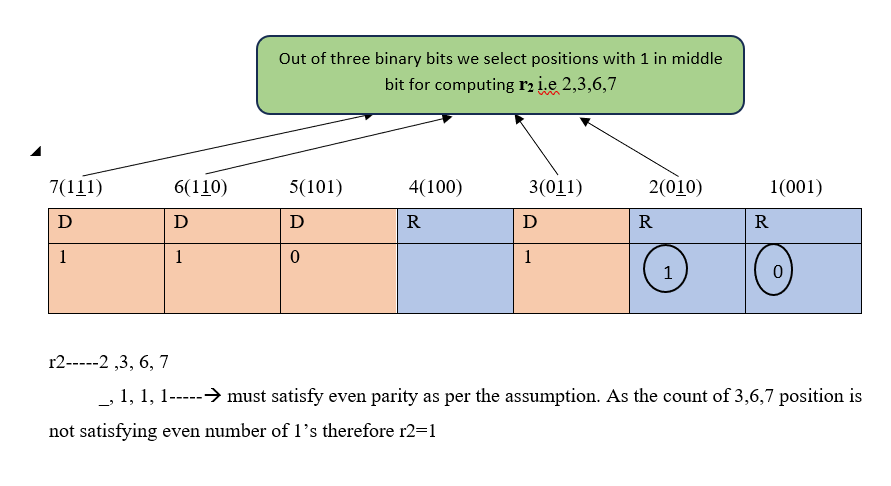 Out of three binary bits we select positions with 1 in middle
bit for computing r2 i.e 2,3,6,7
7(111) 6(110) 5(101) 4(100) 3(011) 2(010) 1(001)
D D D R D R R
1 1 0 1 1 0
r2-----2 ,3, 6, 7
_, 1, 1, 1-----→ must satisfy even parity as per the assumption. As the count of 3,6,7 position is
not satisfying even number of 1’s therefore r2=1